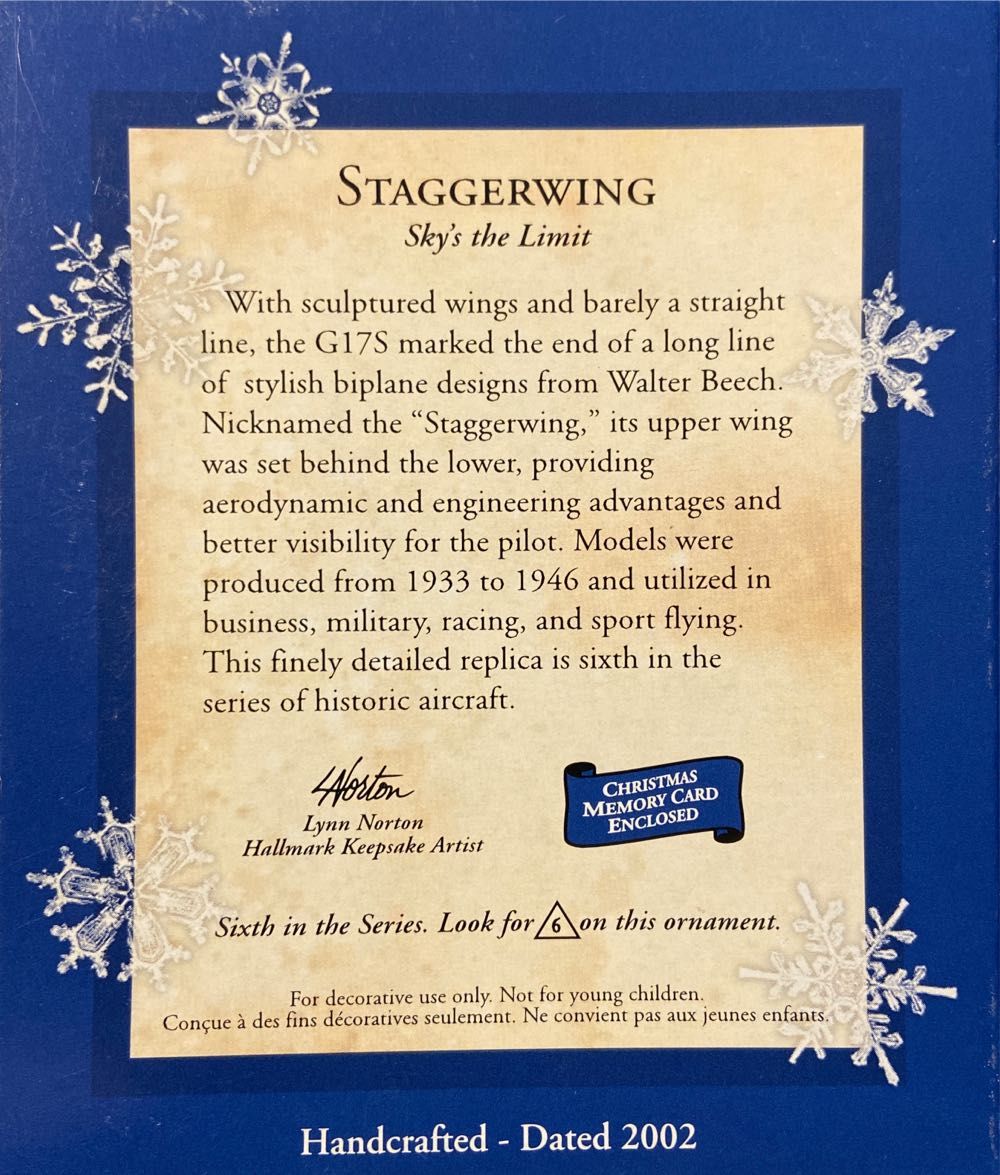 STAGGERWING
Sky's the Limit
With sculptured wings and barely a straight
line, the G17S marked the end of a long line
of stylish biplane designs from Walter Beech.
Nicknamed the “Staggerwing,” its upper wing
was set behind the lower, providing
aerodynamic and engineering advantages and
better visibility for the pilot. Models were
produced from 1933 to 1946 and utilized in
business, military, racing, and sport flying.
This finely detailed replica is sixth in the
series of historic aircraft.
LNorton
Lynn Norton
Hallmark Keepsake Artist
CHRISTMAS
MEMORY CARD
ENCLOSED
Sixth in the Series. Look for 6 on this ornament.
For decorative use only. Not for young children.
Conçue à des fins décoratives seulement. Ne convient pas aux jeunes enfants.
Handcrafted - Dated 2002